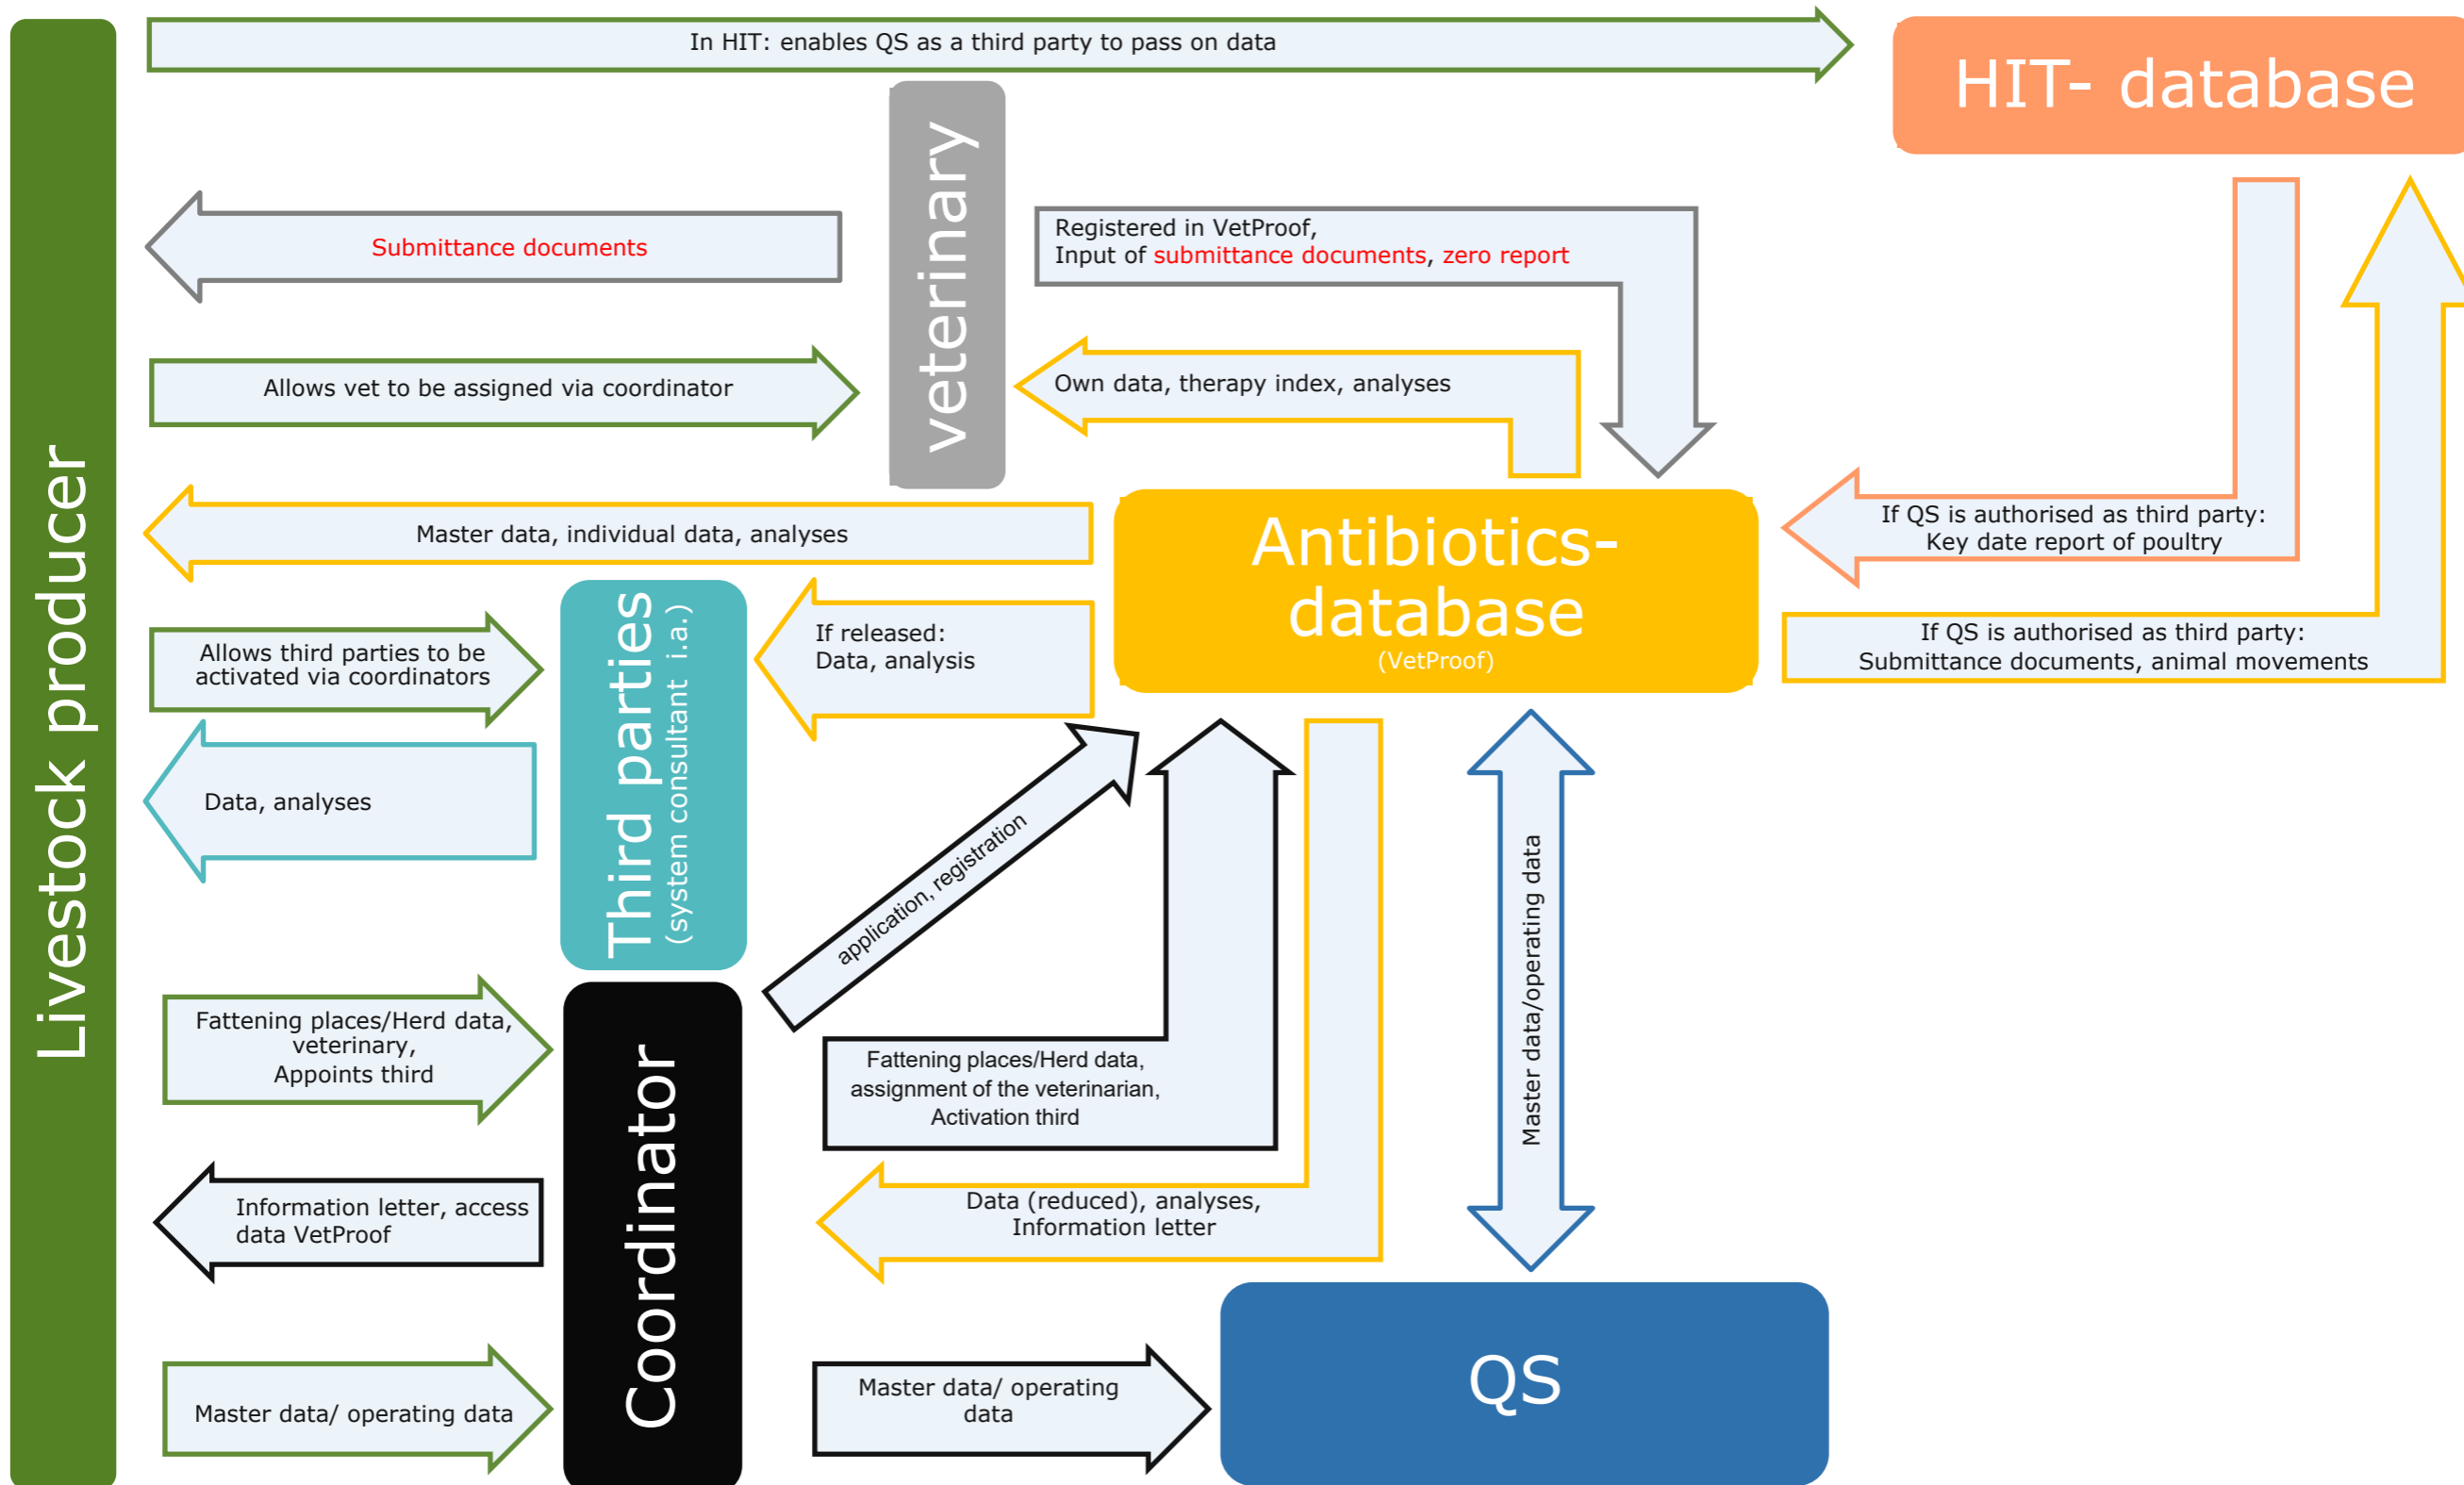 In HIT: enables QS as a third party to pass on data
HIT- database
Livestock producer
veterinary
Submittance documents
Registered in VetProof,
Input of submittance documents, zero report
Allows vet to be assigned via coordinator
Own data, therapy index, analyses
Master data, individual data, analyses
Antibiotics-
database
(VetProof)
If QS is authorised as third party:
Key date report of poultry
If QS is authorised as third party:
Submittance documents, animal movements
Third parties
(system consultant i.a.)
Allows third parties to be
activated via coordinators
If released:
Data, analysis
Data, analyses
application, registration
Master data/operating data
Coordinator
Fattening places/Herd data,
veterinary,
Appoints third
Fattening places/Herd data,
assignment of the veterinarian,
Activation third
Information letter, access
data VetProof
Data (reduced), analyses,
Information letter
Master data/ operating data
Master data/ operating
data
QS